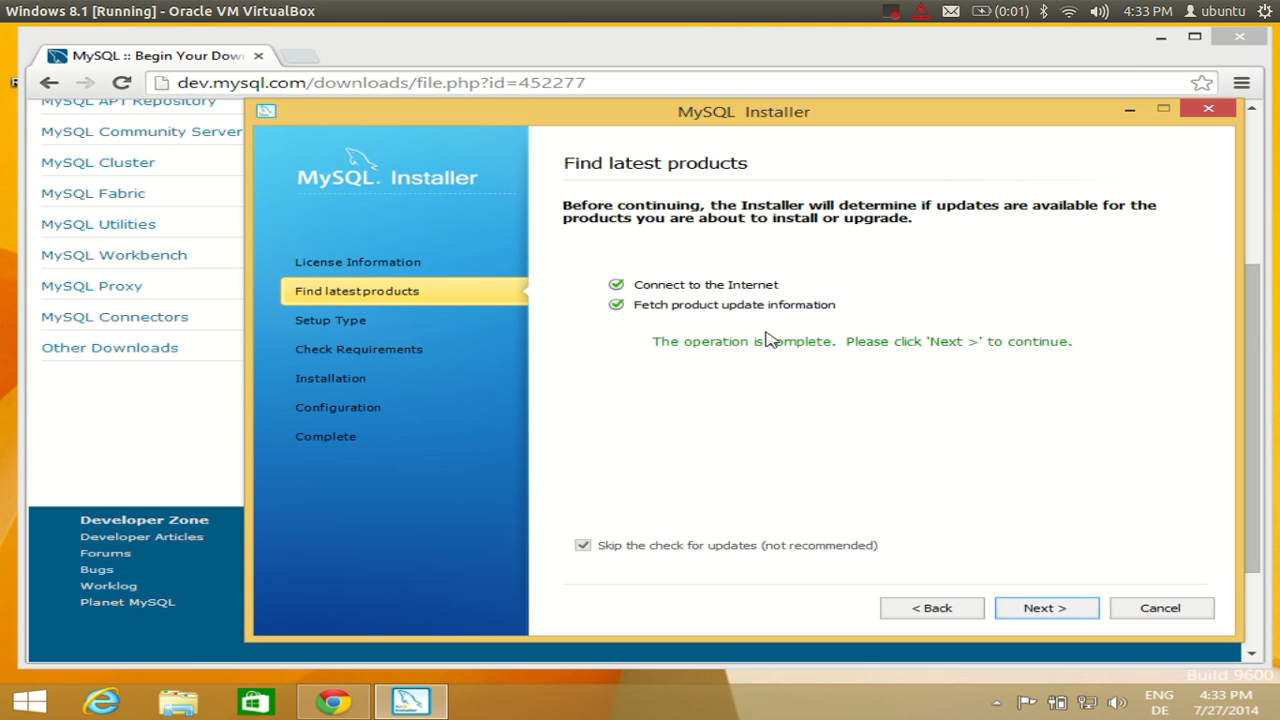 Windows 8.1 [Running] - Oracle VM VirtualBox
(0:01)
4:33 PM
ubuntu
MySQL :: Begin Your Dow
dev.mysql.com/downloads/file.php?id=452277
MySQL API Repository
MySQL Community Server
MySQL Cluster
MySQL Fabric
MySQL Utilities
MySQL Workbench
MySQL Proxy
MySQL Connectors
Other Downloads
Developer Zone
Developer Articles
Forums
Bugs
Worklog
Planet MySQL
MySQL Installer
MySQL. Installer
License Information
Find latest products
Setup Type
Check Requirements
Installation
Configuration
Complete
Find latest products
Before continuing, the Installer will determine if updates are available for the
products you are about to install or upgrade.
Connect to the Internet
Fetch product update information
The operation is complete. Please click 'Next >' to continue.
Skip the check for updates (not recommended)
< Back
Next >
Cancel
Build 9600
MySQL
Installer
ENG
DE
4:33 PM
7/27/2014